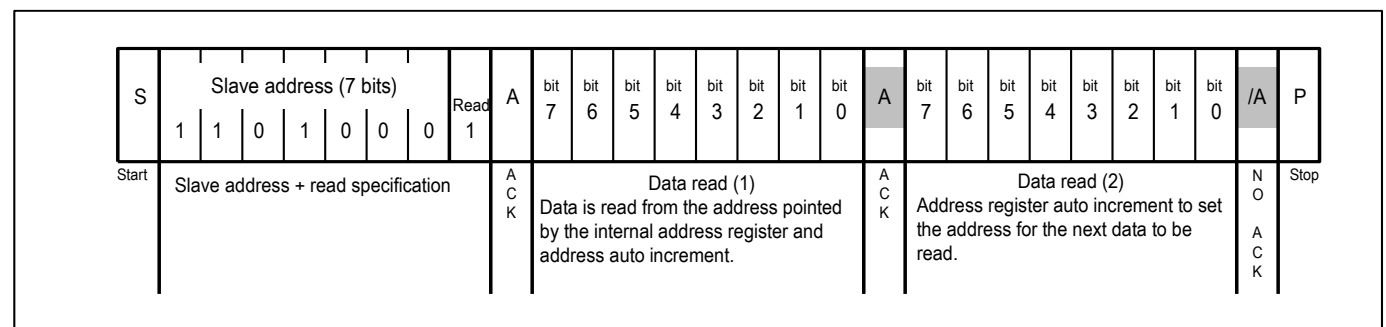 S Slave address (7 bits) Read A bit bit bit bit bit bit bit bit A bit bit bit bit bit bit bit bit /A P
1 1 0 1 0 0 0 1 7 6 5 4 3 2 1 0 7 6 5 4 3 2 1 0
Start Slave address + read specification ACK Data read (1) ACK Data read (2) NO ACK Stop
Data is read from the address pointed
by the internal address register and
address auto increment.
Address register auto increment to set
the address for the next data to be
read.